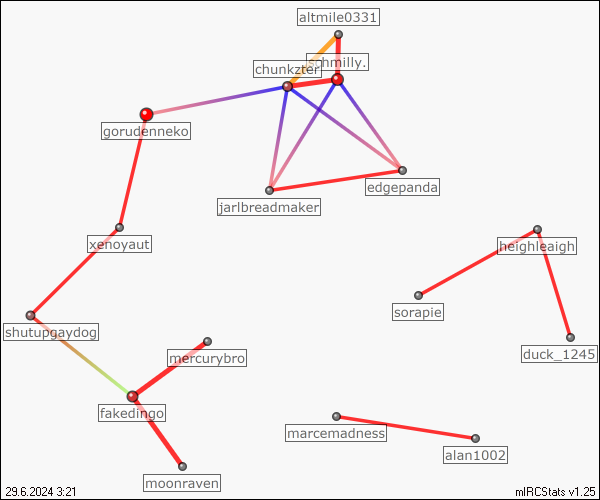 altmile0331
chunkzter
schmilly.
gorudenneko
edgepanda
jarlbreadmaker
xenoyaut
heighleaigh
sorapie
shutupgaydog
duck_1245
mercurybro
fakedingo
marcemadness
alan1002
moonraven
29.6.2024 3:21
mIRCStats v1.25